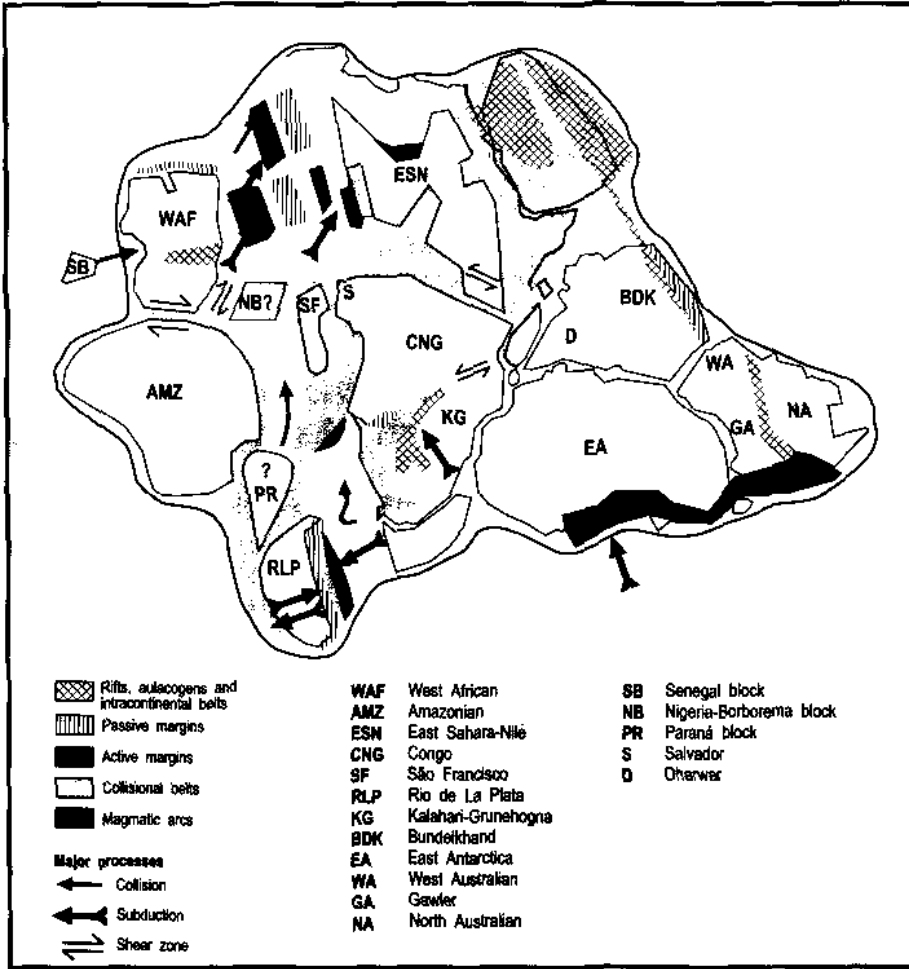 ESN
WAF
SB
NB?
SF
S
BDK
CNG
D
WA
AMZ
NA
KG
GA
EA
?
PR
RLP
Rifts, aulacogens and
intracontinental belts
Passive margins
Active margins
Collisional belts
Magmatic arcs
Major processes
Collision
Subduction
Shear zone
WAF West African
AMZ Amazonian
ESN East Sahara-Nile
CNG Congo
SF São Francisco
RLP Rio de La Plata
KG Kalahari-Grunehogna
BDK Bundelkhand
EA East Antarctica
WA West Australian
GA Gawler
NA North Australian
SB Senegal block
NB Nigeria-Borborema block
PR Paraná block
S Salvador
D Dharwar